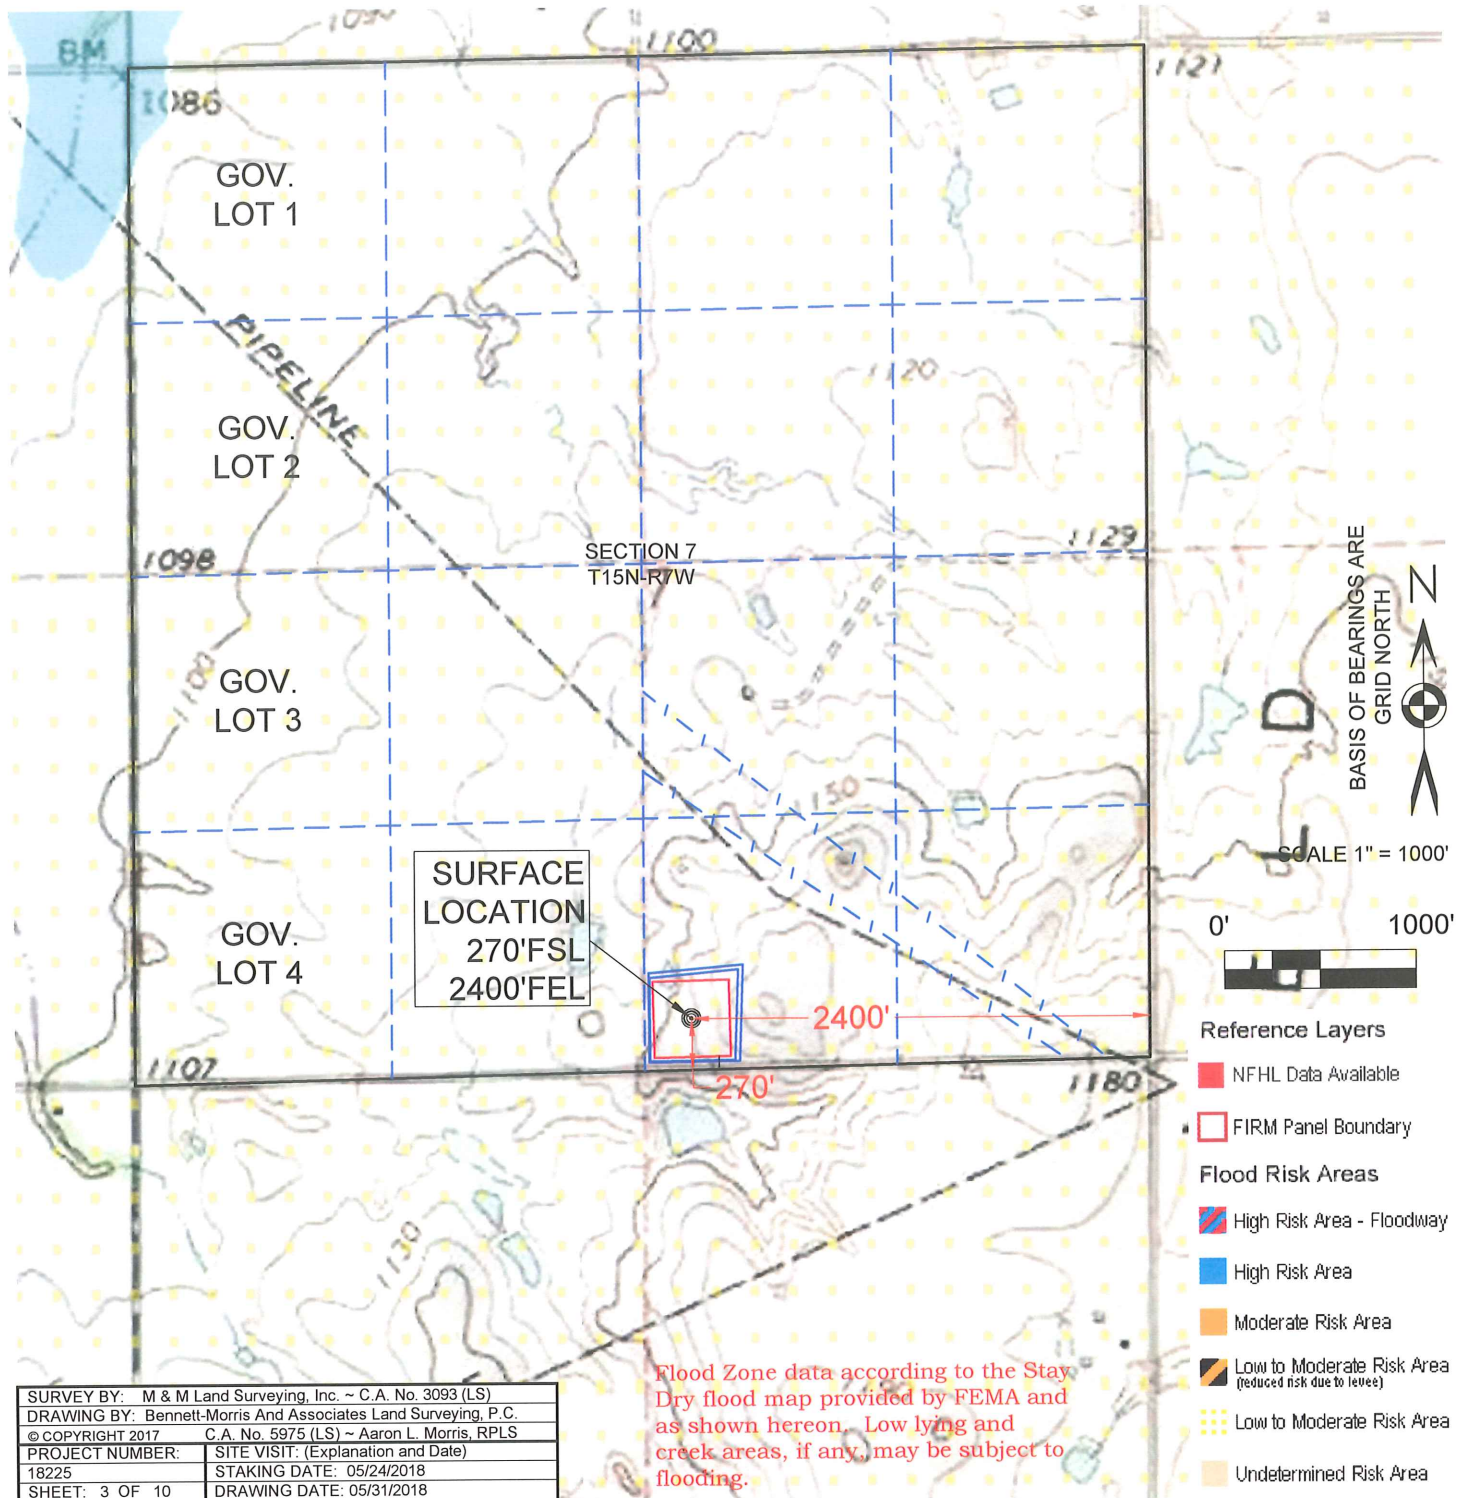 1100
BM
1086
1121
GOV.
LOT 1
PIPELINE
1120
GOV.
LOT 2
1098
SECTION 7
T15N-R7W
1129
7
BASIS OF BEARINGS ARE
GRID NORTH
N
1100
GOV.
LOT 3
D
1150
L
SCALE 1" = 1000'
SURFACE
LOCATION
270'FSL
2400'FEL
GOV.
LOT 4
0' 1000'
2400'
1107
270'
1180
1130
Reference Layers
NFHL Data Available
FIRM Panel Boundary
Flood Risk Areas
High Risk Area - Floodway
High Risk Area
Moderate Risk Area
Low to Moderate Risk Area
(reduced risk due to levee)
Low to Moderate Risk Area
Undetermined Risk Area
Flood Zone data according to the Stay
Dry flood map provided by FEMA and
as shown hereon. Low lying and
creek areas, if any, may be subject to
flooding.
SURVEY BY: M & M Land Surveying, Inc. ~ C.A. No. 3093 (LS)
DRAWING BY: Bennett-Morris And Associates Land Surveying, P.C.
© COPYRIGHT 2017 C.A. No. 5975 (LS) ~ Aaron L. Morris, RPLS
PROJECT NUMBER: SITE VISIT: (Explanation and Date)
18225 STAKING DATE: 05/24/2018
SHEET: 3 OF 10 DRAWING DATE: 05/31/2018